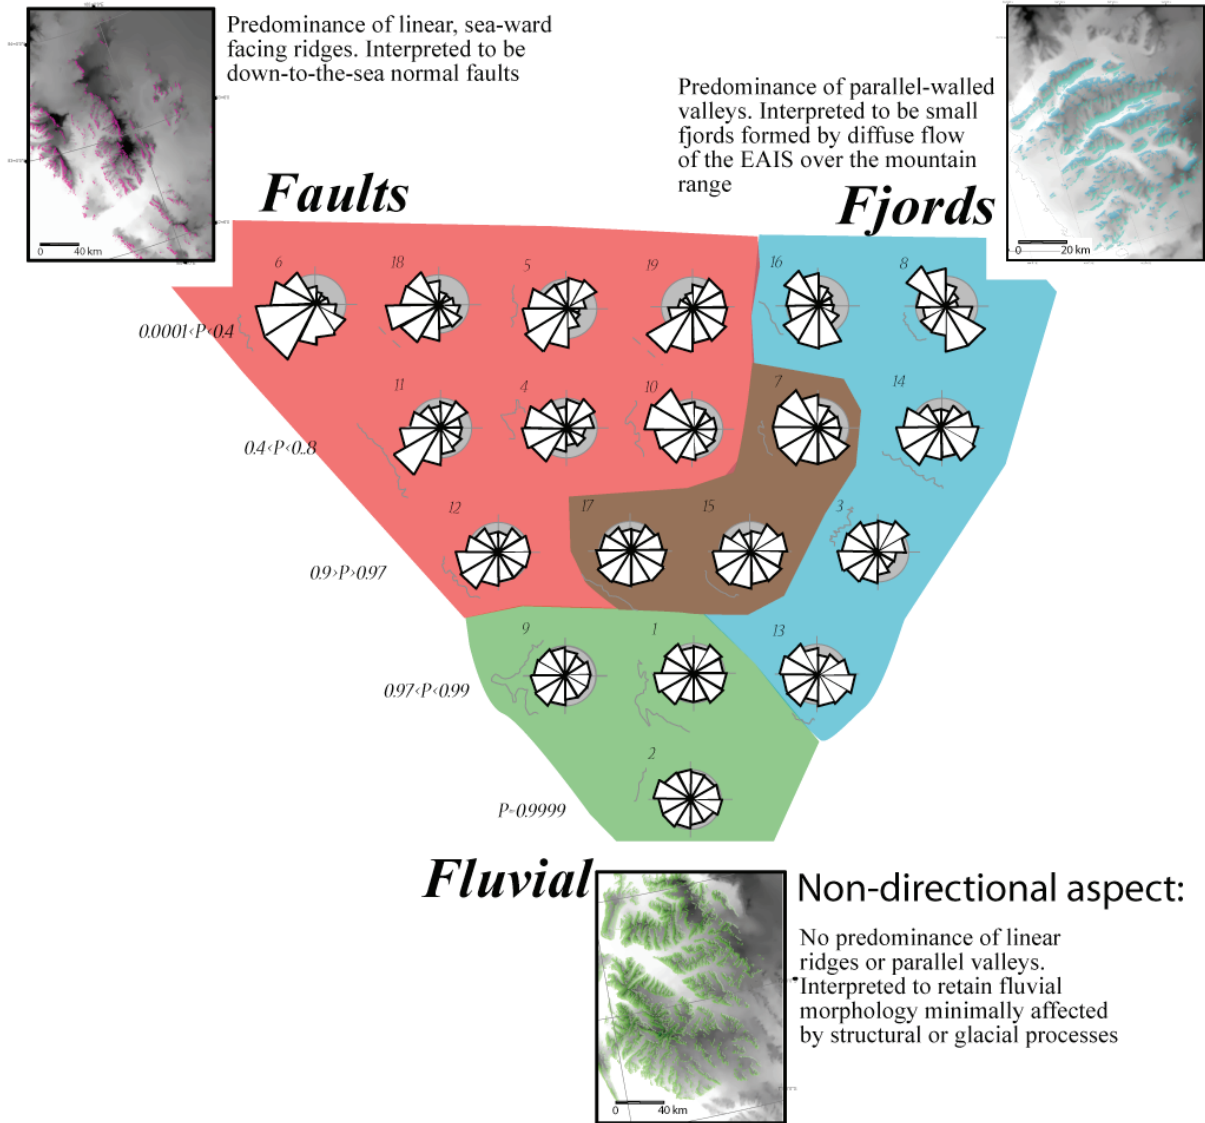 Predominance of linear, sea-ward
facing ridges. Interpreted to be
down-to-the-sea normal faults
0 40 km
Predominance of parallel-walled
valleys. Interpreted to be small
fjords formed by diffuse flow
of the EAIS over the mountain
range
0 20 km
Faults
Fjords
6 18 5 19 16 8
0.0001<P<0.4
11 4 10 7 14
0.4<P<0..8
12 17 15 3
0.9>P>0.97
9 1 13
0.97<P<0.99
2
P=0.9999
Fluvial
0 40 km
Non-directional aspect:
No predominance of linear
ridges or parallel valleys.
Interpreted to retain fluvial
morphology minimally affected
by structural or glacial processes